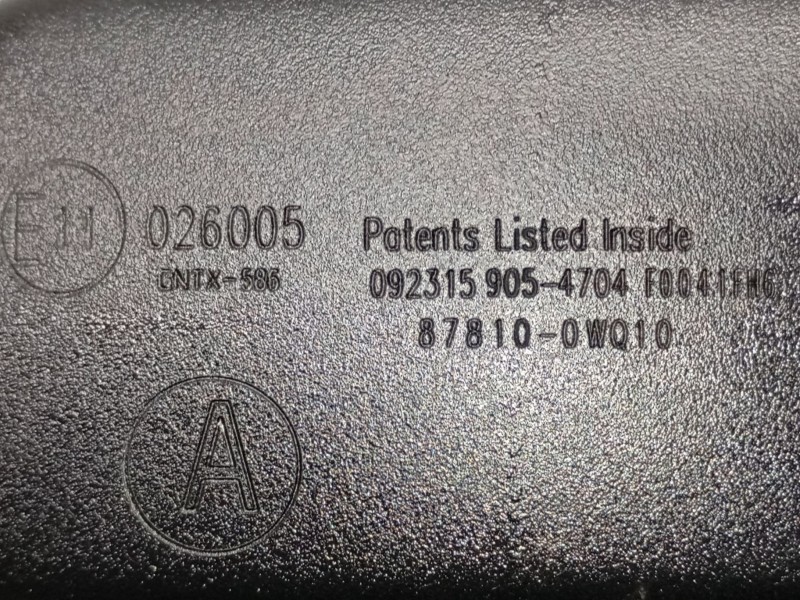 E11 026005 Patents Listed Inside
GNTX-586 092315 905-4704
87810-0WQ10
A